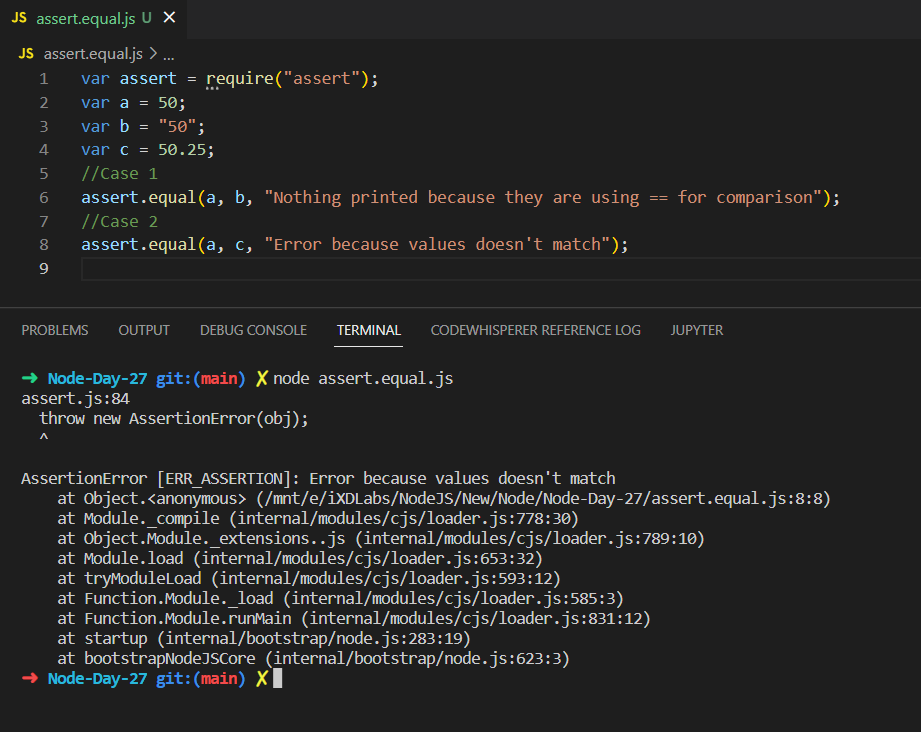 JS assert.equal.js U ✕
JS assert.equal.js > ...
1 var assert = require("assert");
2 var a = 50;
3 var b = "50";
4 var c = 50.25;
5 //Case 1
6 assert.equal(a, b, "Nothing printed because they are using == for comparison");
7 //Case 2
8 assert.equal(a, c, "Error because values doesn't match");
9
PROBLEMS OUTPUT DEBUG CONSOLE TERMINAL CODEWHISPERER REFERENCE LOG JUPYTER
➜ Node-Day-27 git:(main) ✗ node assert.equal.js
assert.js:84
  throw new AssertionError(obj);
  ^
AssertionError [ERR_ASSERTION]: Error because values doesn't match
    at Object.<anonymous> (/mnt/e/iXDLabs/NodeJS/New/Node/Node-Day-27/assert.equal.js:8:8)
    at Module._compile (internal/modules/cjs/loader.js:778:30)
    at Object.Module._extensions..js (internal/modules/cjs/loader.js:789:10)
    at Module.load (internal/modules/cjs/loader.js:653:32)
    at tryModuleLoad (internal/modules/cjs/loader.js:593:12)
    at Function.Module._load (internal/modules/cjs/loader.js:585:3)
    at Function.Module.runMain (internal/modules/cjs/loader.js:831:12)
    at startup (internal/bootstrap/node.js:283:19)
    at bootstrapNodeJSCore (internal/bootstrap/node.js:623:3)
➜ Node-Day-27 git:(main) ✗